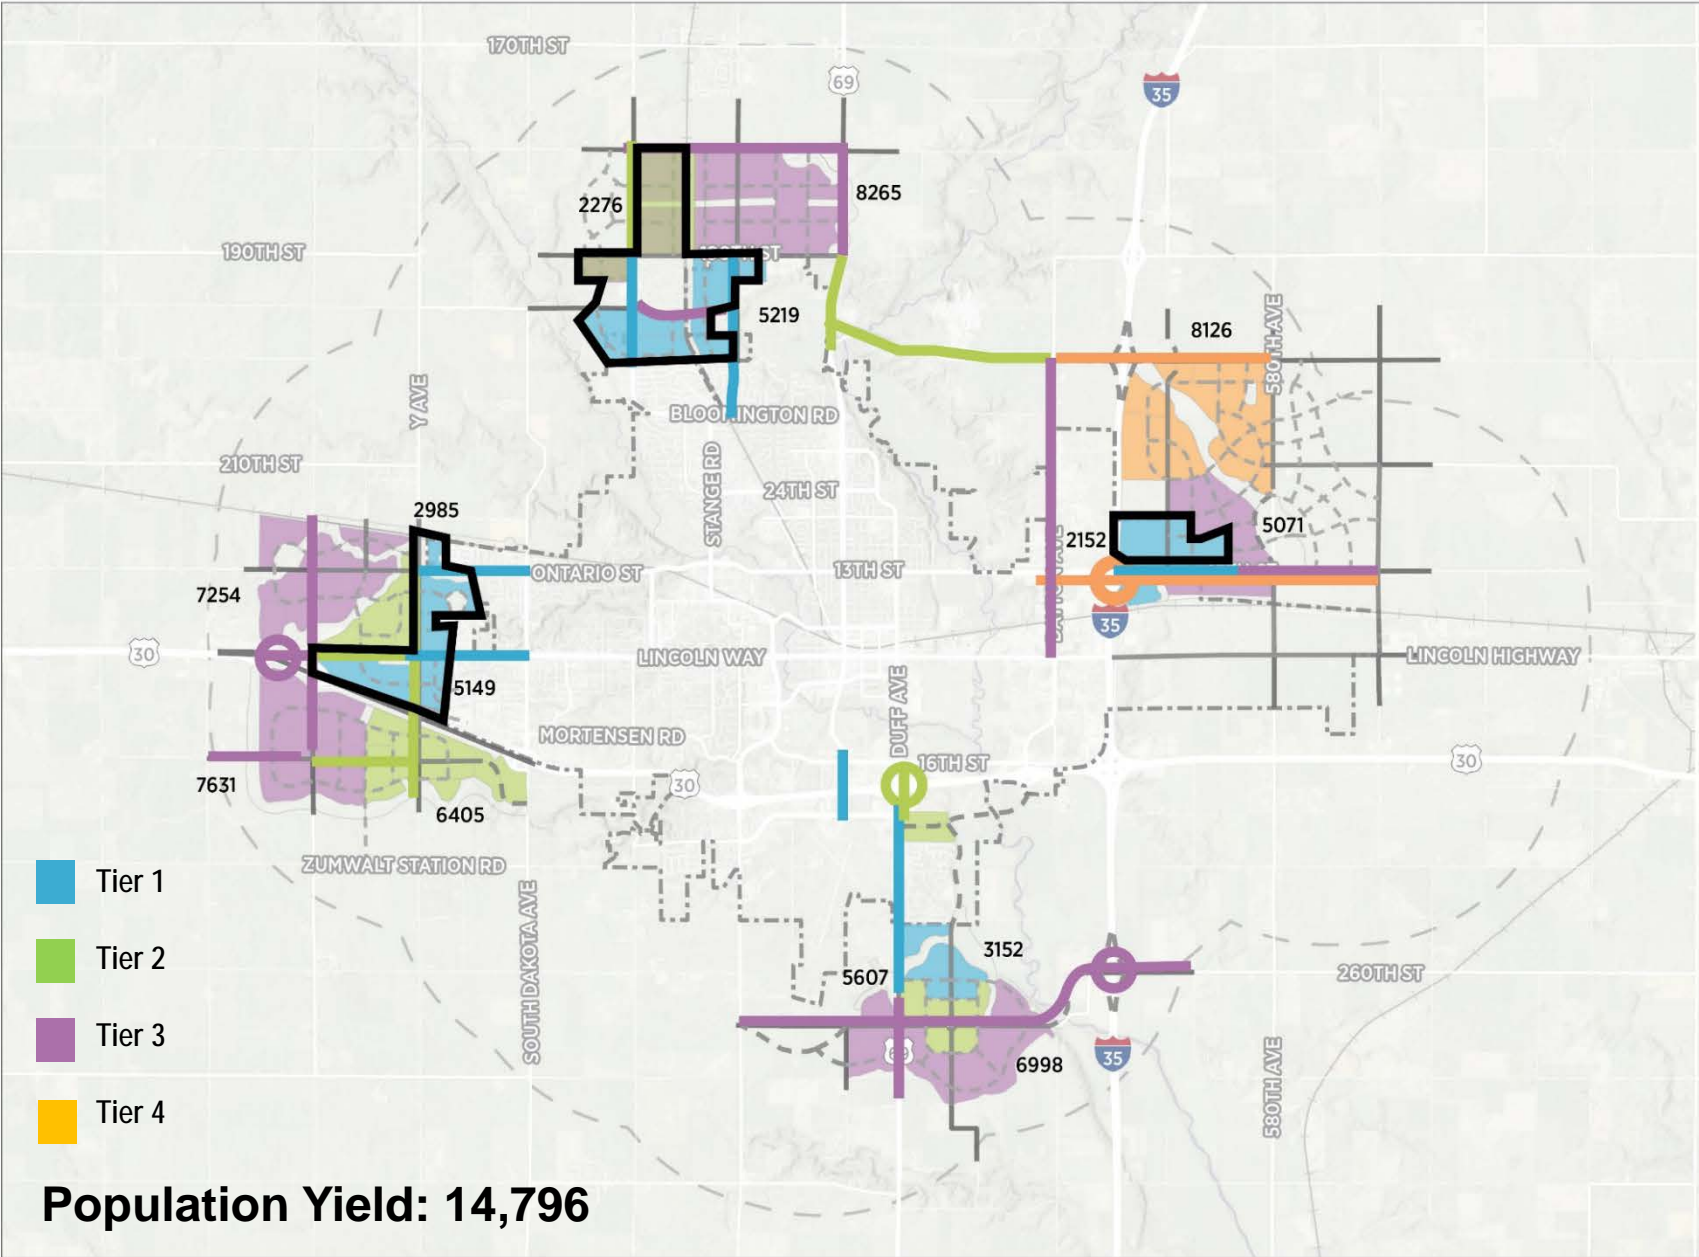 170TH ST
69
35
2276
8265
190TH ST
5219
8126
580TH AVE
Y AVE
BLOOMINGTON RD
210TH ST
STANGE RD
24TH ST
2985
2152
5071
ONTARIO ST
13TH ST
7254
35
30
LINCOLN WAY
LINCOLN HIGHWAY
5149
DUFF AVE
MORTENSEN RD
16TH ST
30
30
7631
6405
ZUMWALT STATION RD
Tier 1
SOUTH DAKOTA AVE
Tier 2
3152
5607
260TH ST
Tier 3
69
35
6998
580TH AVE
Tier 4
Population Yield: 14,796